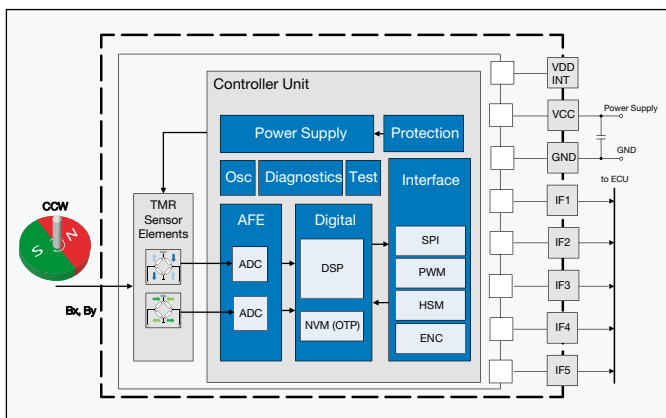 Controller Unit
VDD
INT
VCC
Power Supply
GND
GND
to ECU
Power Supply
Protection
Osc
Diagnostics
Test
Interface
CCW
S
N
TMR
Sensor
Elements
AFE
Digital
IF1
IF2
IF3
IF4
IF5
ADC
ADC
DSP
NVM (OTP)
SPI
PWM
HSM
ENC
Bx, By